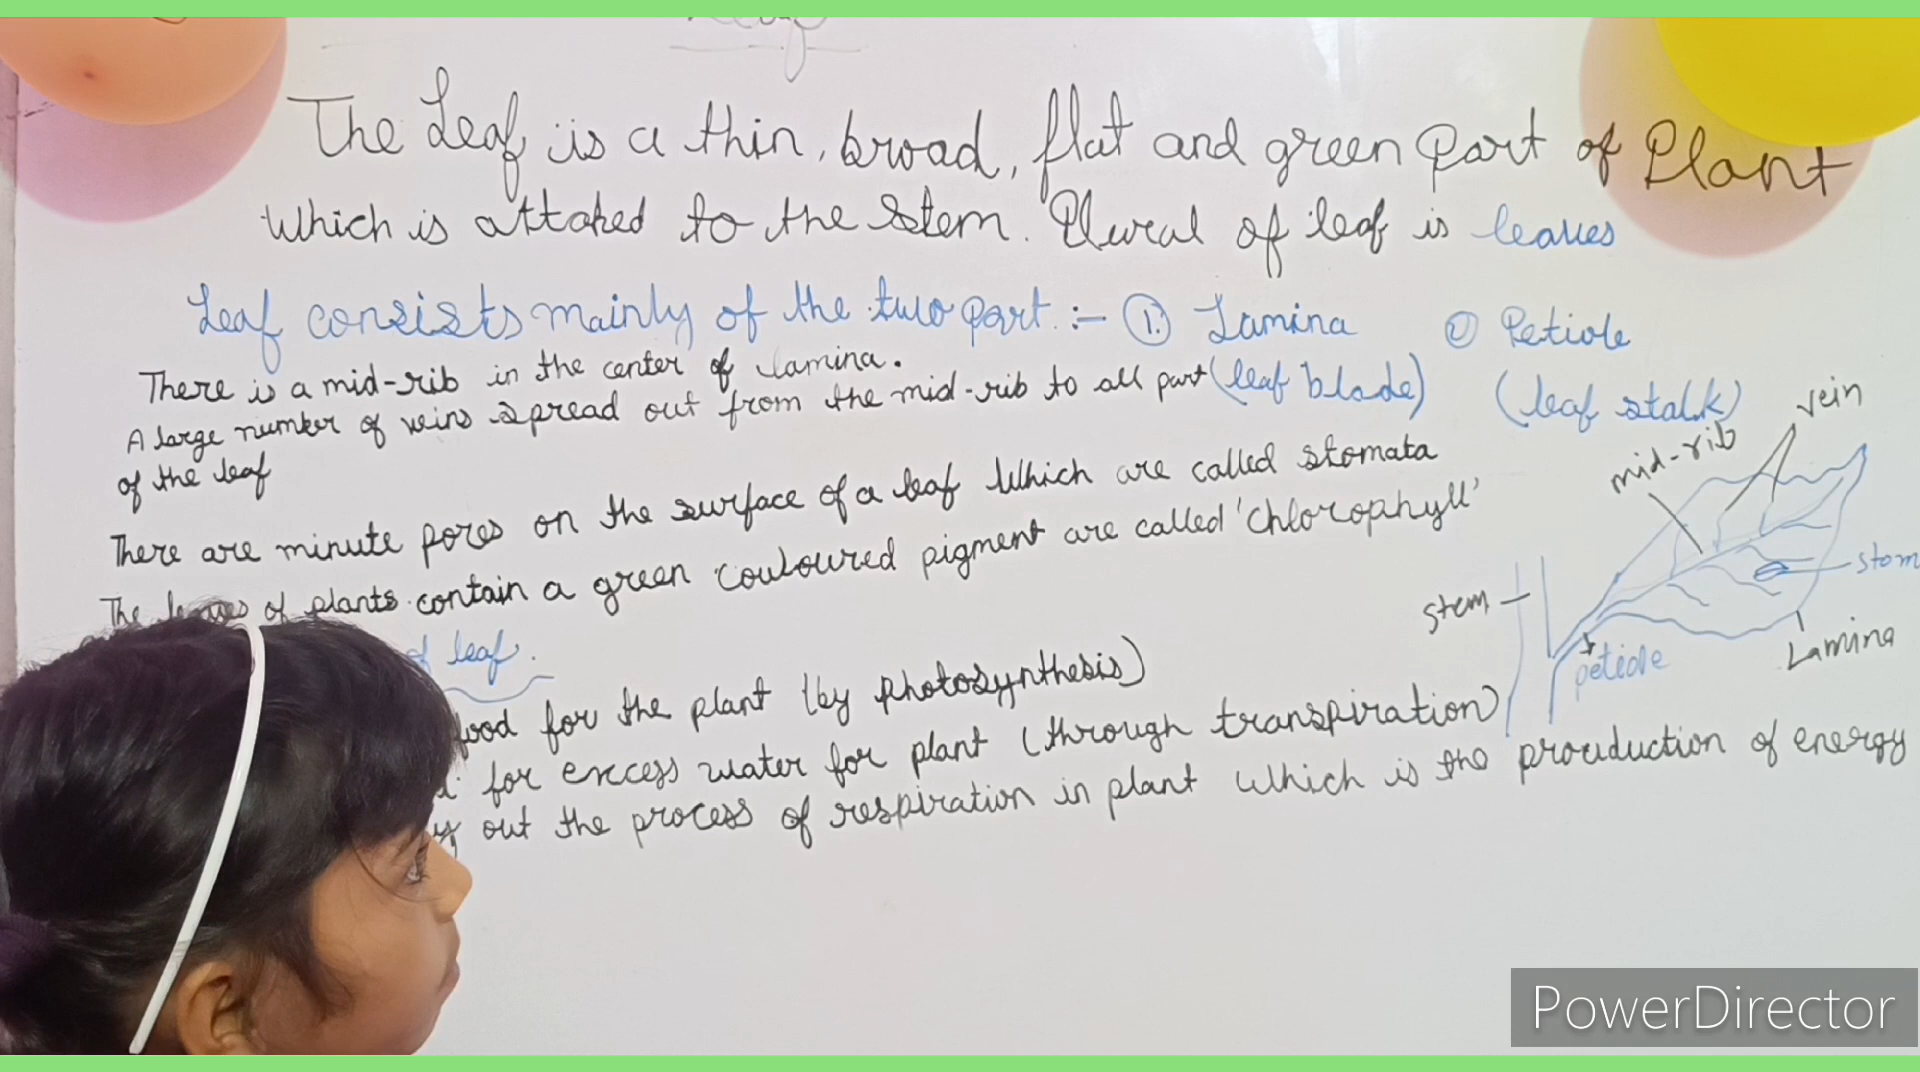 Leaf
The Leaf is a thin, broad, flat and green Part of Plant
Which is attaked to the Stem. Plural of leaf is leaves
Leaf consists mainly of the two part :- ① Lamina ② Petiole
There is a mid-rib in the center of lamina.
A large number of veins spread out from the mid-rib to all part (leaf blade) (leaf stalk)
of the leaf
There are minute pores on the surface of a leaf Which are called stomata
The leaves of plants contain a green couloured pigment are called 'Chlorophyll'
of leaf.
food for the plant (by photosynthesis)
for excess water for plant (through transpiration)
out the process of respiration in plant which is the prouduction of energy
vein
mid-rib
stom
stem
petiole
Lamina
PowerDirector